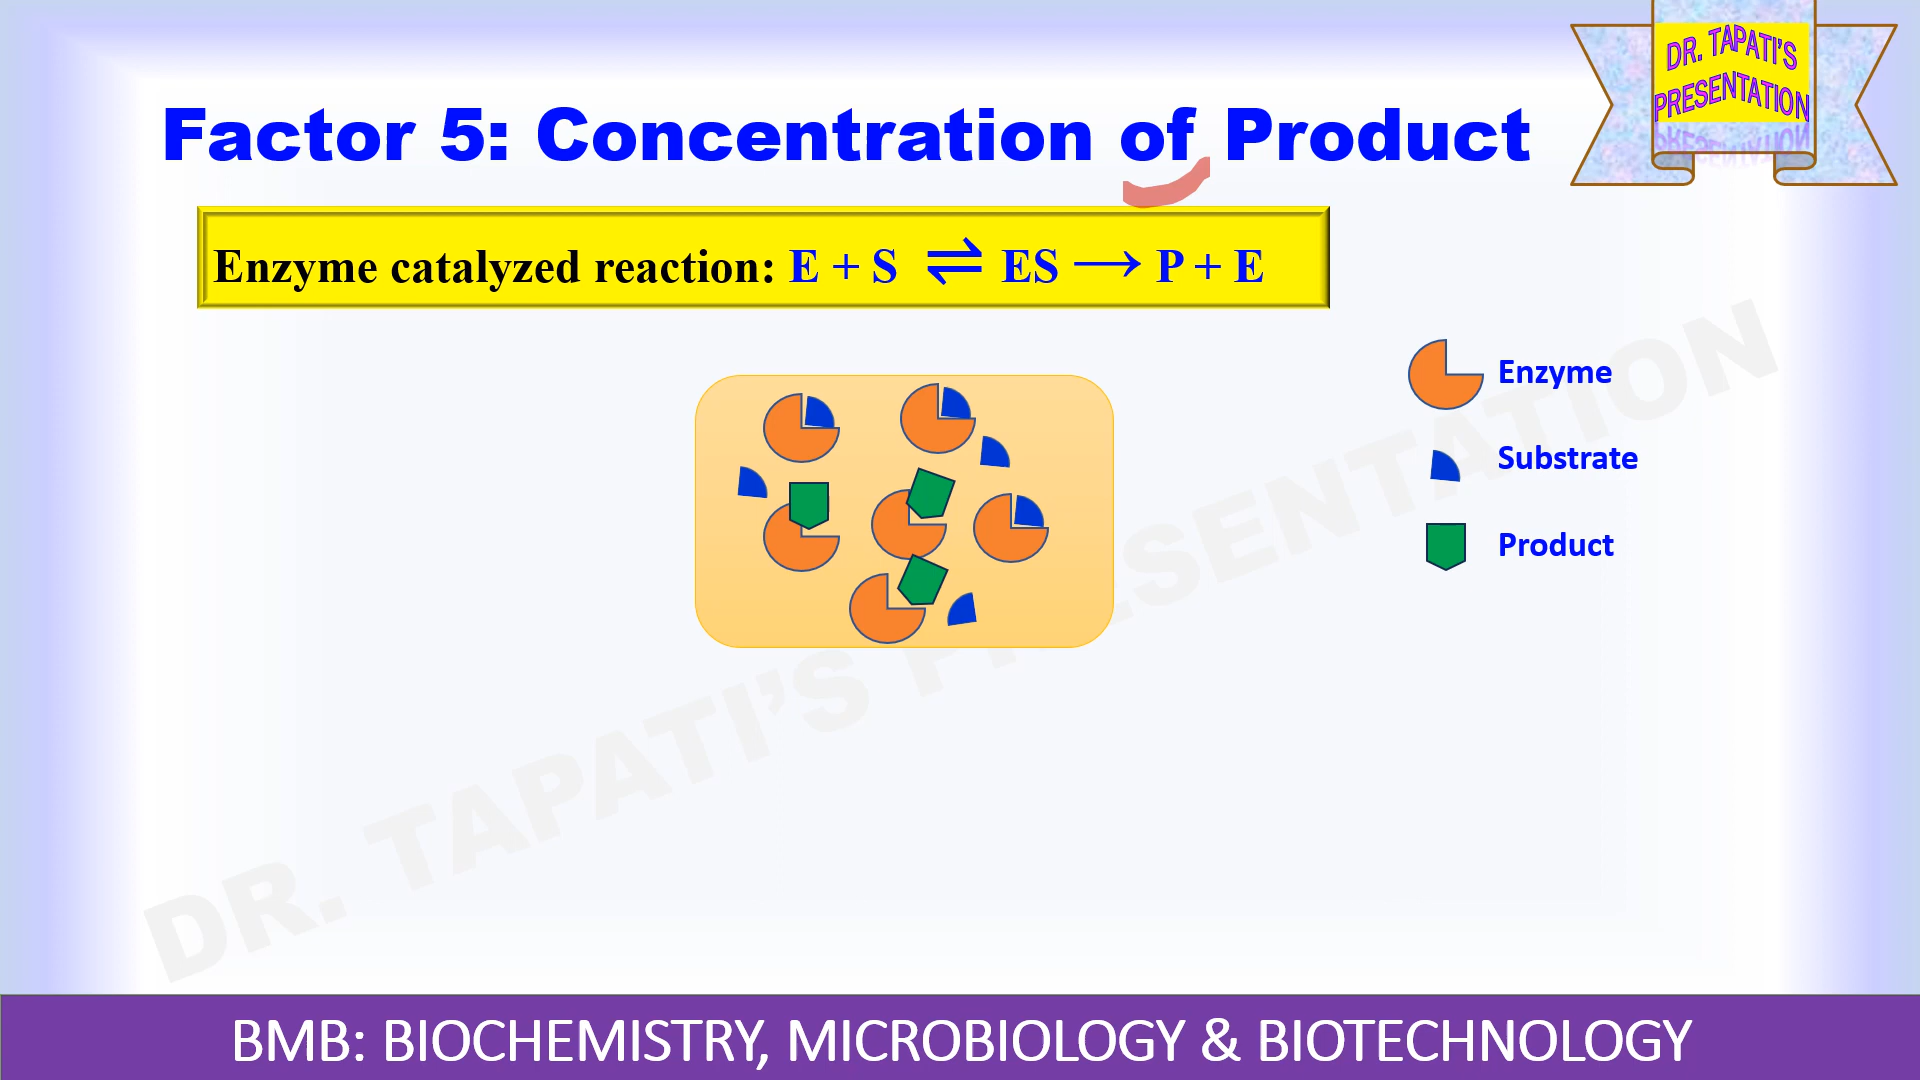 DR. TAPATI'S
PRESENTATION
Factor 5: Concentration of Product
Enzyme catalyzed reaction: E + S ⇌ ES ⟶ P + E
Enzyme
Substrate
Product
DR. TAPATI'S PRESENTATION
BMB: BIOCHEMISTRY, MICROBIOLOGY & BIOTECHNOLOGY